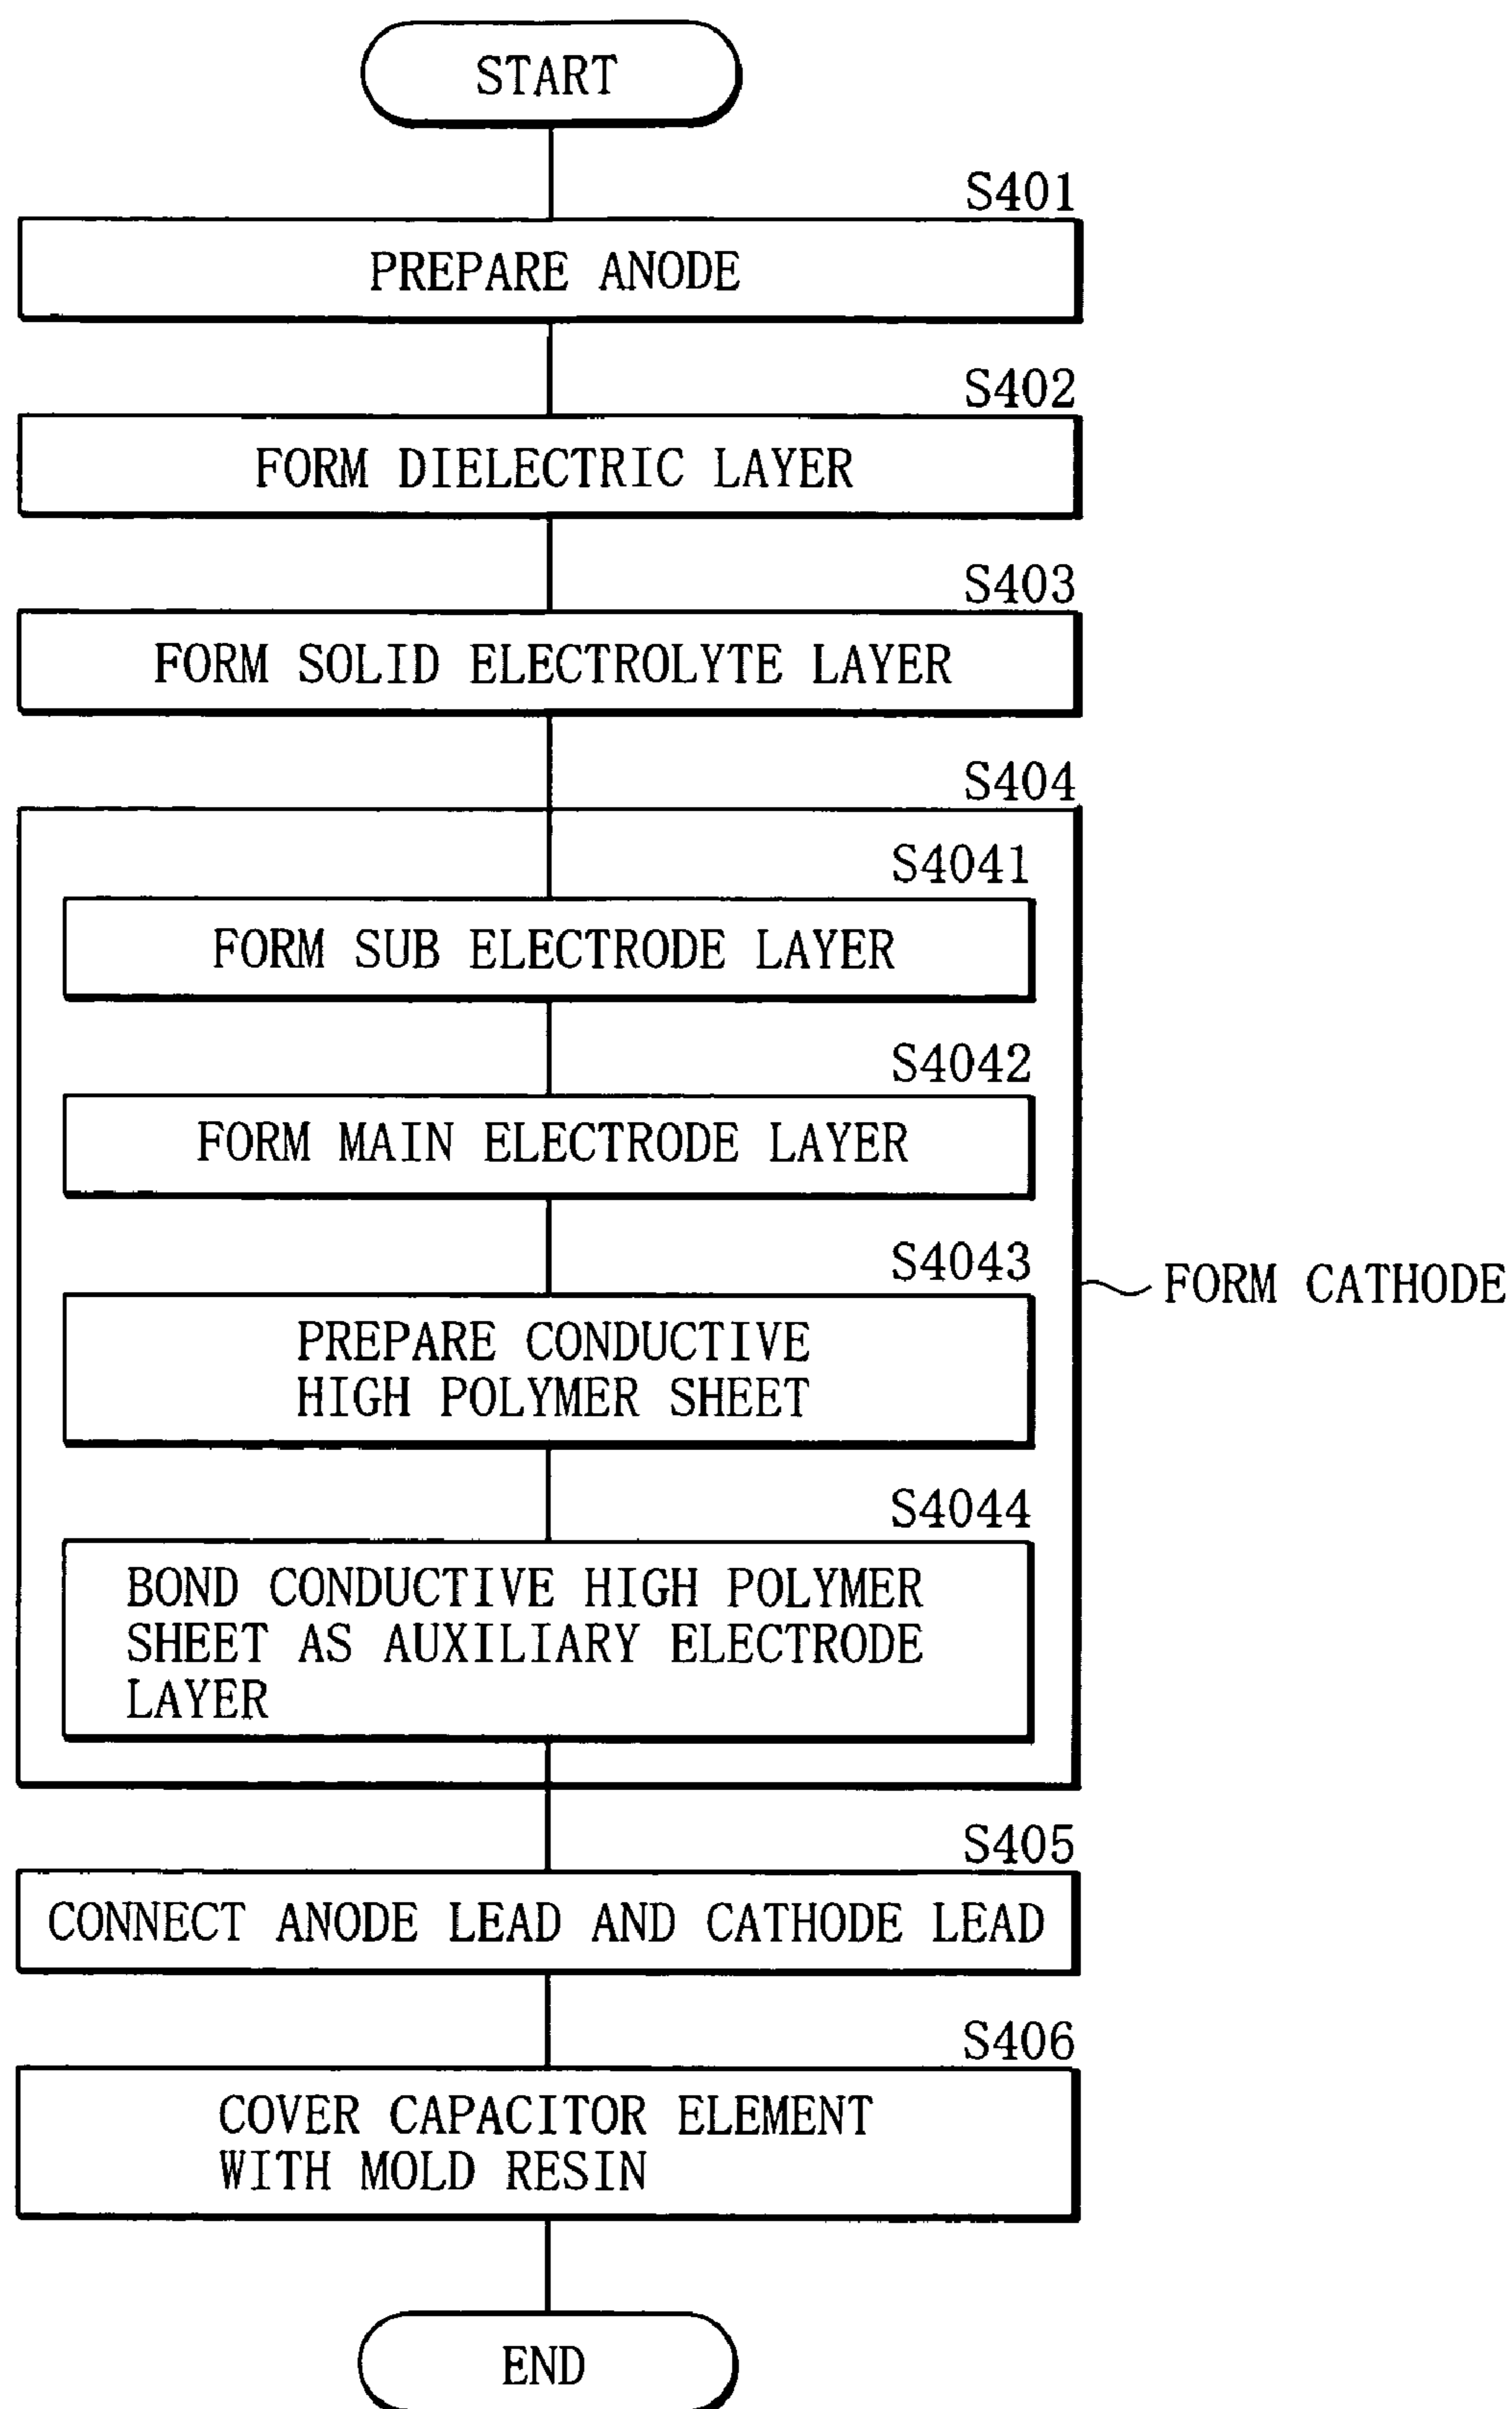 START
S401
PREPARE ANODE
S402
FORM DIELECTRIC LAYER
S403
FORM SOLID ELECTROLYTE LAYER
S404
S4041
FORM SUB ELECTRODE LAYER
S4042
FORM MAIN ELECTRODE LAYER
S4043
FORM CATHODE
PREPARE CONDUCTIVE
HIGH POLYMER SHEET
S4044
BOND CONDUCTIVE HIGH POLYMER
SHEET AS AUXILIARY ELECTRODE
LAYER
S405
CONNECT ANODE LEAD AND CATHODE LEAD
S406
COVER CAPACITOR ELEMENT
WITH MOLD RESIN
END